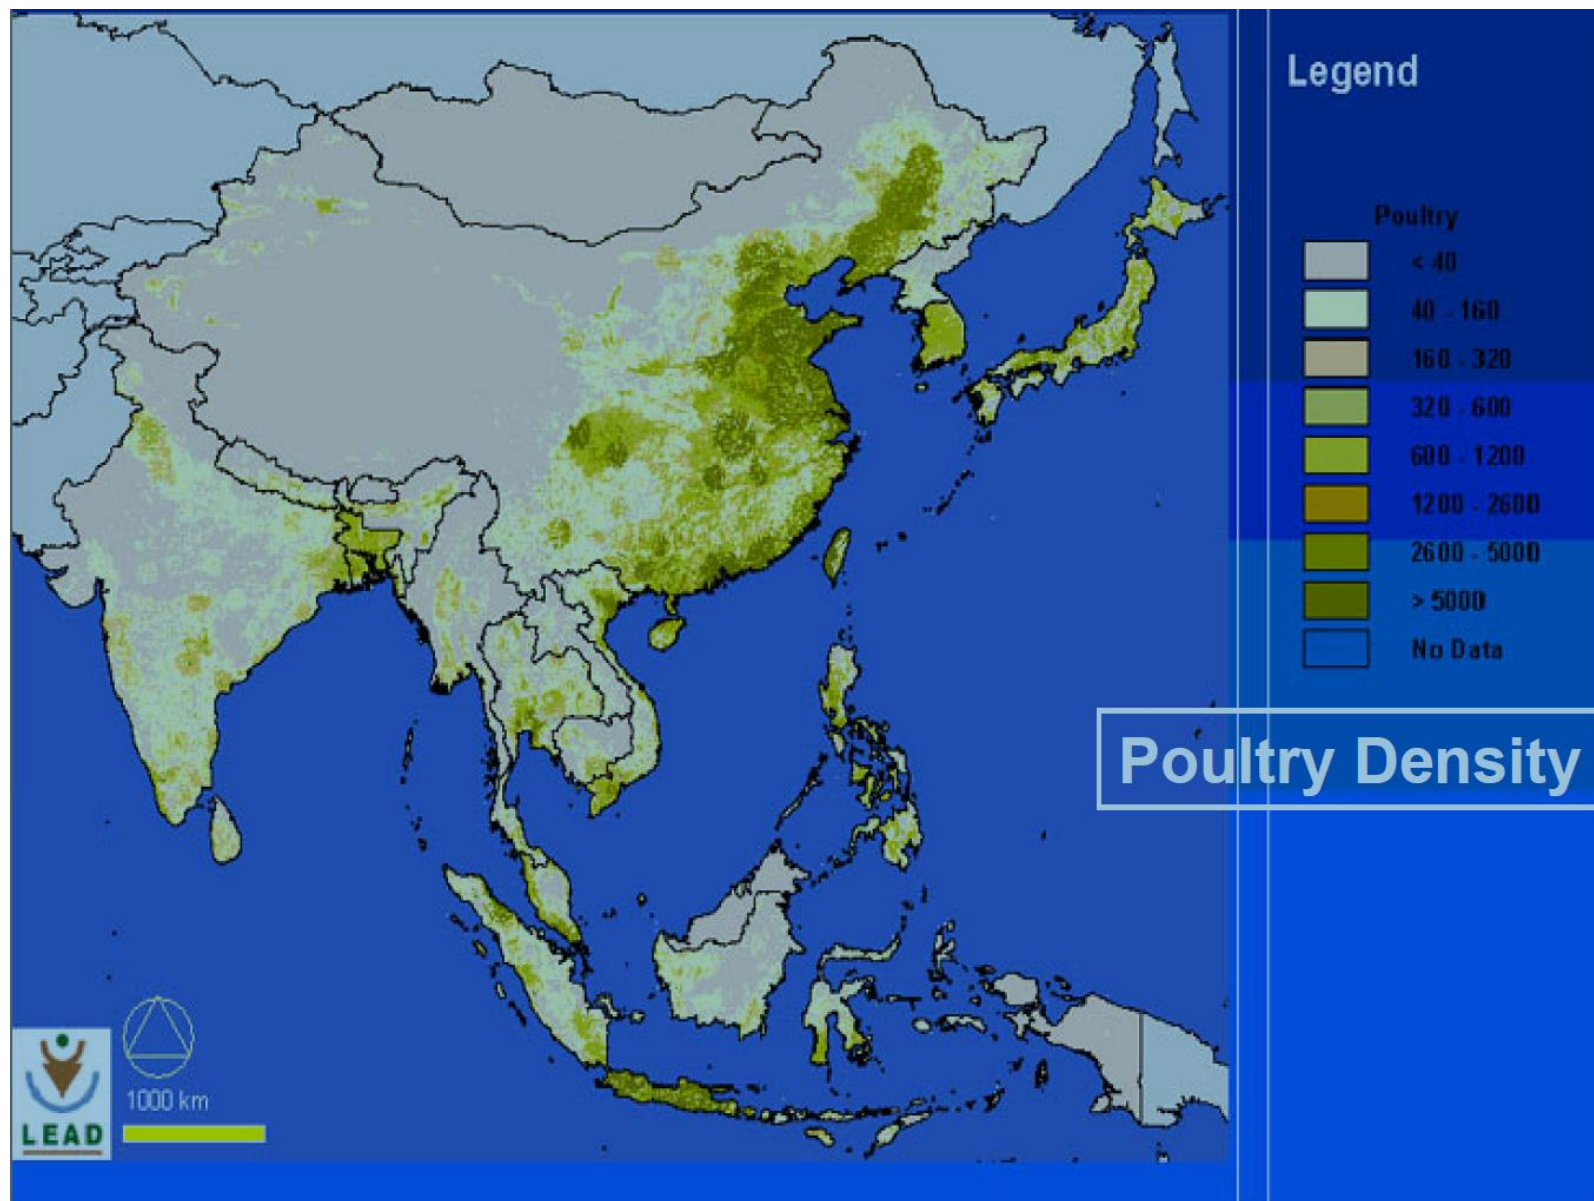 Legend
Poultry
< 40
40 - 160
160 - 320
320 - 600
600 - 1200
1200 - 2600
2600 - 5000
> 5000
No Data
Poultry Density
1000 km
LEAD